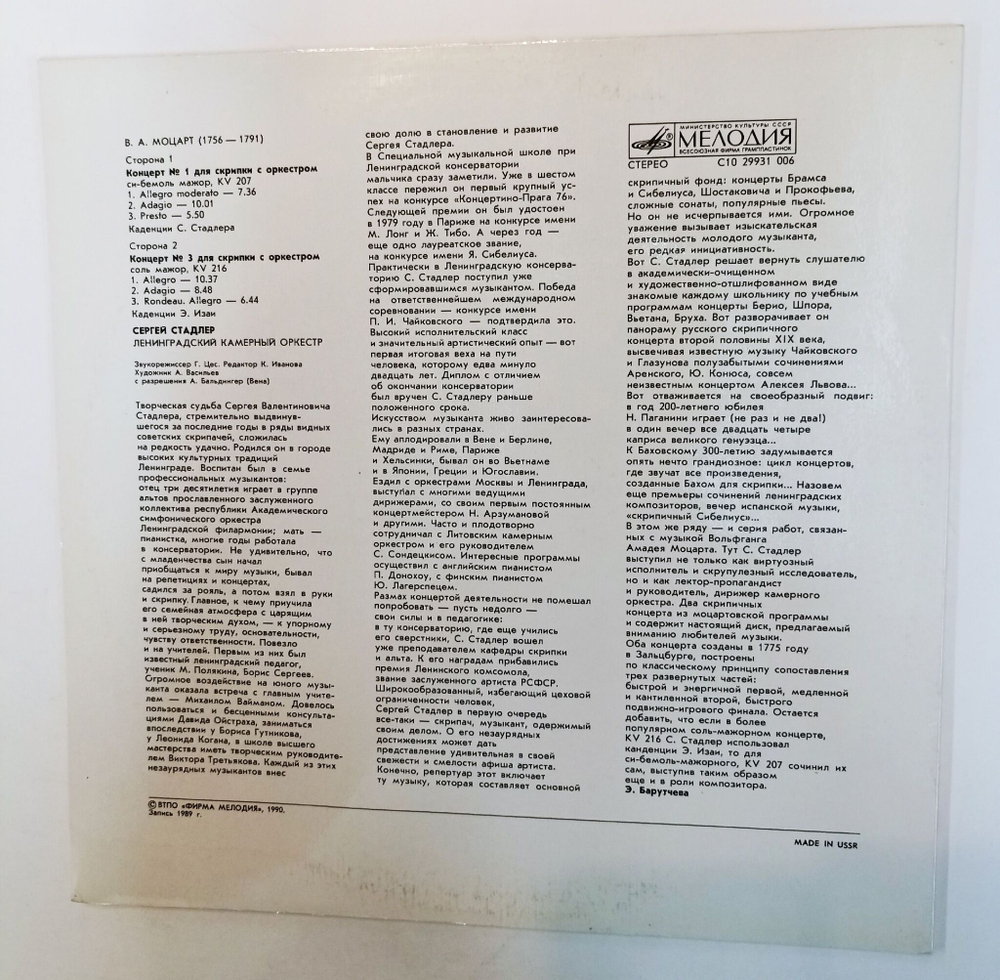 В. А. МОЦАРТ (1756 — 1791)
Сторона 1
Концерт № 1 для скрипки с оркестром
си-бемоль мажор, KV 207
1. Allegro moderato — 7.36
2. Adagio — 10.01
3. Presto — 5.50
Каденции С. Стадлера
Сторона 2
Концерт № 3 для скрипки с оркестром
соль мажор, KV 216
1. Allegro — 10.37
2. Adagio — 8.48
3. Rondeau. Allegro — 6.44
Каденции Э. Изаи
СЕРГЕЙ СТАДЛЕР
ЛЕНИНГРАДСКИЙ КАМЕРНЫЙ ОРКЕСТР
Звукорежиссер Г. Цес. Редактор К. Иванова
Художник А. Васильев
с разрешения А. Бальдингер (Вена)
Творческая судьба Сергея Валентиновича
Стадлера, стремительно выдвинув-
шегося за последние годы в ряды видных
советских скрипачей, сложилась
на редкость удачно. Родился он в городе
высоких культурных традиций
Ленинграде. Воспитан был в семье
профессиональных музыкантов:
отец три десятилетия играет в группе
альтов прославленного заслуженного
коллектива республики Академического
симфонического оркестра
Ленинградской филармонии; мать —
пианистка, многие годы работала
в консерватории. Не удивительно, что
с младенчества сын начал
приобщаться к миру музыки, бывал
на репетициях и концертах,
садился за рояль, а потом взял в руки
и скрипку. Главное, к чему приучила
его семейная атмосфера с царящим
в ней творческим духом, — к упорному
и серьезному труду, основательности,
чувству ответственности. Повезло
и на учителей. Первым из них был
известный ленинградский педагог,
ученик М. Полякина, Борис Сергеев.
Огромное воздействие на юного музы-
канта оказала встреча с главным учите-
лем — Михаилом Вайманом. Довелось
пользоваться и бесценными консульта-
циями Давида Ойстраха, заниматься
впоследствии у Бориса Гутникова,
у Леонида Когана, в школе высшего
мастерства иметь творческим руководите-
лем Виктора Третьякова. Каждый из этих
незаурядных музыкантов внес
свою долю в становление и развитие
Сергея Стадлера.
В Специальной музыкальной школе при
Ленинградской консерватории
мальчика сразу заметили. Уже в шестом
классе пережил он первый крупный ус-
пех на конкурсе «Концертино-Прага 76».
Следующей премии он был удостоен
в 1979 году в Париже на конкурсе имени
М. Лонг и Ж. Тибо. А через год —
еще одно лауреатское звание,
на конкурсе имени Я. Сибелиуса.
Практически в Ленинградскую консерва-
торию С. Стадлер поступил уже
сформировавшимся музыкантом. Победа
на ответственнейшем международном
соревновании — конкурсе имени
П. И. Чайковского — подтвердила это.
Высокий исполнительский класс
и значительный артистический опыт — вот
первая итоговая веха на пути
человека, которому едва минуло
двадцать лет. Диплом с отличием
об окончании консерватории
был вручен С. Стадлеру раньше
положенного срока.
Искусством музыканта живо заинтересова-
лись в разных странах.
Ему аплодировали в Вене и Берлине,
Мадриде и Риме, Париже
и Хельсинки, бывал он во Вьетнаме
и в Японии, Греции и Югославии.
Ездил с оркестрами Москвы и Ленинграда,
выступал с многими ведущими
дирижерами, со своим первым постоянным
концертмейстером Н. Арзумановой
и другими. Часто и плодотворно
сотрудничал с Литовским камерным
оркестром и его руководителем
С. Сондецкисом. Интересные программы
осуществил с английским пианистом
П. Донохоу, с финским пианистом
Ю. Лагерспецем.
Размах концертой деятельности не помешал
попробовать — пусть недолго —
свои силы и в педагогике:
в ту консерваторию, где еще учились
его сверстники, С. Стадлер вошел
уже преподавателем кафедры скрипки
и альта. К его наградам прибавились
премия Ленинского комсомола,
звание заслуженного артиста РСФСР.
Широкообразованный, избегающий цеховой
ограниченности человек,
Сергей Стадлер в первую очередь
все-таки — скрипач, музыкант, одержимый
своим делом. О его незаурядных
достижениях может дать
представление удивительная в своей
свежести и смелости афиша артиста.
Конечно, репертуар этот включает
ту музыку, которая составляет основной
МИНИСТЕРСТВО КУЛЬТУРЫ СССР
МЕЛОДИЯ
ВСЕСОЮЗНАЯ ФИРМА ГРАМПЛАСТИНОК
СТЕРЕО С10 29931 006
скрипичный фонд: концерты Брамса
и Сибелиуса, Шостаковича и Прокофьева,
сложные сонаты, популярные пьесы.
Но он не исчерпывается ими. Огромное
уважение вызывает изыскательская
деятельность молодого музыканта,
его редкая инициативность.
Вот С. Стадлер решает вернуть слушателю
в академически-очищенном
и художественно-отшлифованном виде
знакомые каждому школьнику по учебным
программам концерты Берио, Шпора,
Вьетана, Бруха. Вот разворачивает он
панораму русского скрипичного
концерта второй половины XIX века,
высвечивая известную музыку Чайковского
и Глазунова полузабытыми сочинениями
Аренского, Ю. Конюса, совсем
неизвестным концертом Алексея Львова...
Вот отваживается на своеобразный подвиг:
в год 200-летнего юбилея
Н. Паганини играет (не раз и не два!)
в один вечер все двадцать четыре
каприса великого генуэзца...
К Баховскому 300-летию задумывается
опять нечто грандиозное: цикл концертов,
где звучат все произведения,
созданные Бахом для скрипки... Назовем
еще премьеры сочинений ленинградских
композиторов, вечер испанской музыки,
«скрипичный Сибелиус»...
В этом же ряду — и серия работ, связан-
ных с музыкой Вольфганга
Амадея Моцарта. Тут С. Стадлер
выступил не только как виртуозный
исполнитель и скрупулезный исследователь,
но и как лектор-пропагандист
и руководитель, дирижер камерного
оркестра. Два скрипичных
концерта из моцартовской программы
и содержит настоящий диск, предлагаемый
вниманию любителей музыки.
Оба концерта созданы в 1775 году
в Зальцбурге, построены
по классическому принципу сопоставления
трех развернутых частей:
быстрой и энергичной первой, медленной
и кантиленной второй, быстрого
подвижно-игрового финала. Остается
добавить, что если в более
популярном соль-мажорном концерте,
KV 216 С. Стадлер использовал
канденции Э. Изаи, то для
си-бемоль-мажорного, KV 207 сочинил их
сам, выступив таким образом
еще и в роли композитора.
Э. Барутчева
© ВТПО «ФИРМА МЕЛОДИЯ», 1990.
Запись 1989 г.
MADE IN USSR